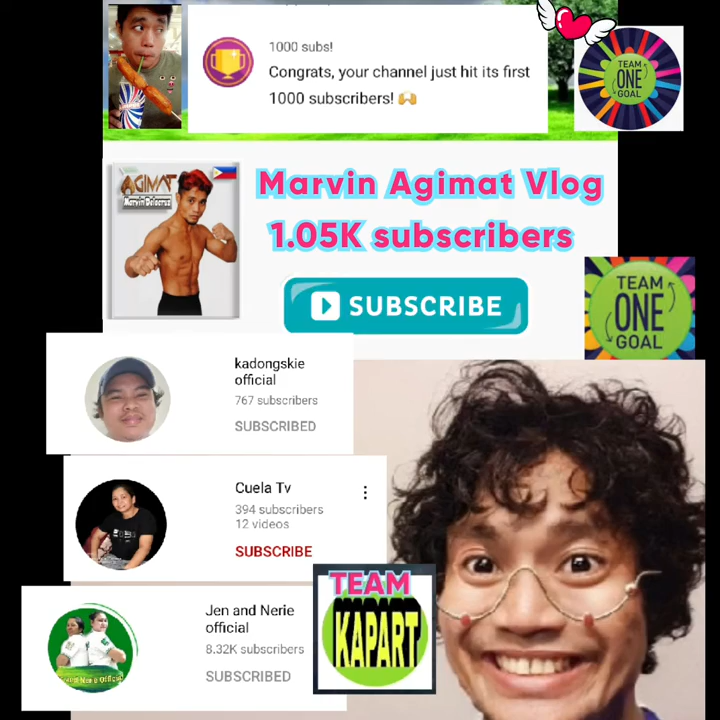 1000 subs!
Congrats, your channel just hit its first
1000 subscribers! 🙌
TEAM
ONE
GOAL
AGIMAT
Marvin Delacruz
Marvin Agimat Vlog
1.05K subscribers
SUBSCRIBE
TEAM
ONE
GOAL
kadongskie
official
767 subscribers
SUBSCRIBED
Cuela Tv
394 subscribers
12 videos
SUBSCRIBE
Jen and Nerie
official
8.32K subscribers
SUBSCRIBED
TEAM
KAPART